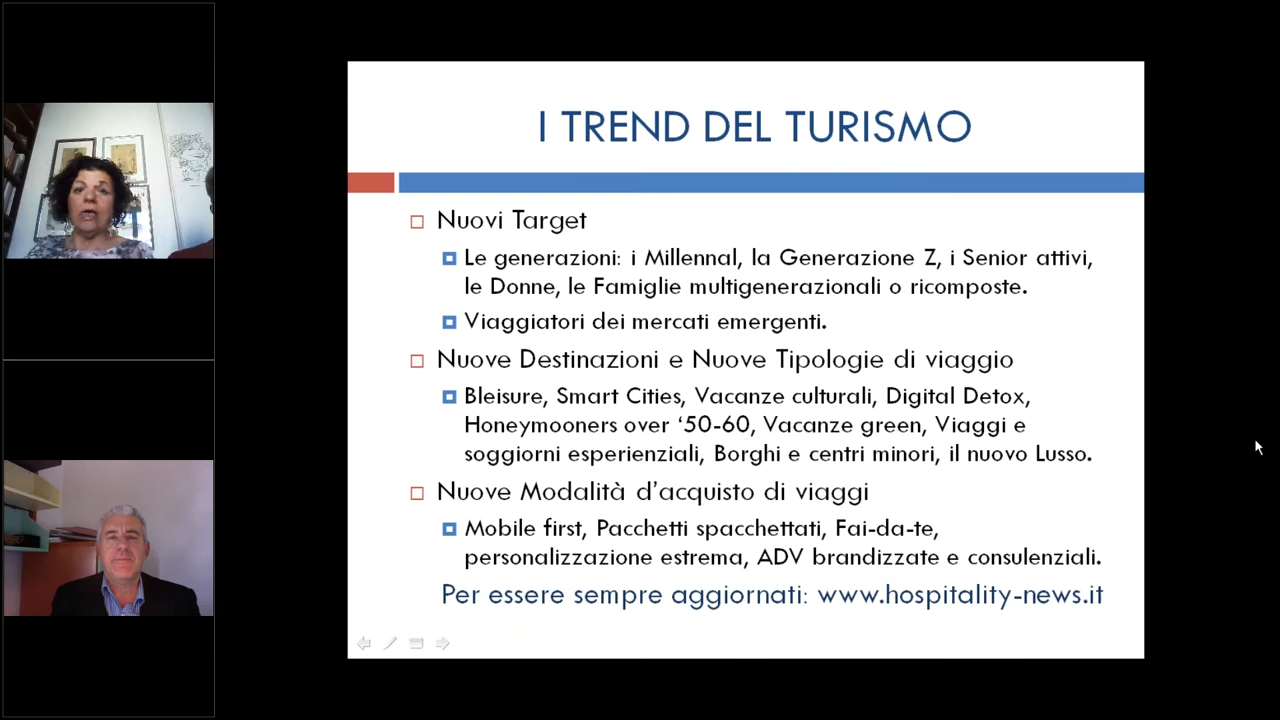 I TREND DEL TURISMO
Nuovi Target
Le generazioni: i Millennal, la Generazione Z, i Senior attivi,
le Donne, le Famiglie multigenerazionali o ricomposte.
Viaggiatori dei mercati emergenti.
Nuove Destinazioni e Nuove Tipologie di viaggio
Bleisure, Smart Cities, Vacanze culturali, Digital Detox,
Honeymooners over ‘50-60, Vacanze green, Viaggi e
soggiorni esperienziali, Borghi e centri minori, il nuovo Lusso.
Nuove Modalità d’acquisto di viaggi
Mobile first, Pacchetti spacchettati, Fai-da-te,
personalizzazione estrema, ADV brandizzate e consulenziali.
Per essere sempre aggiornati: www.hospitality-news.it